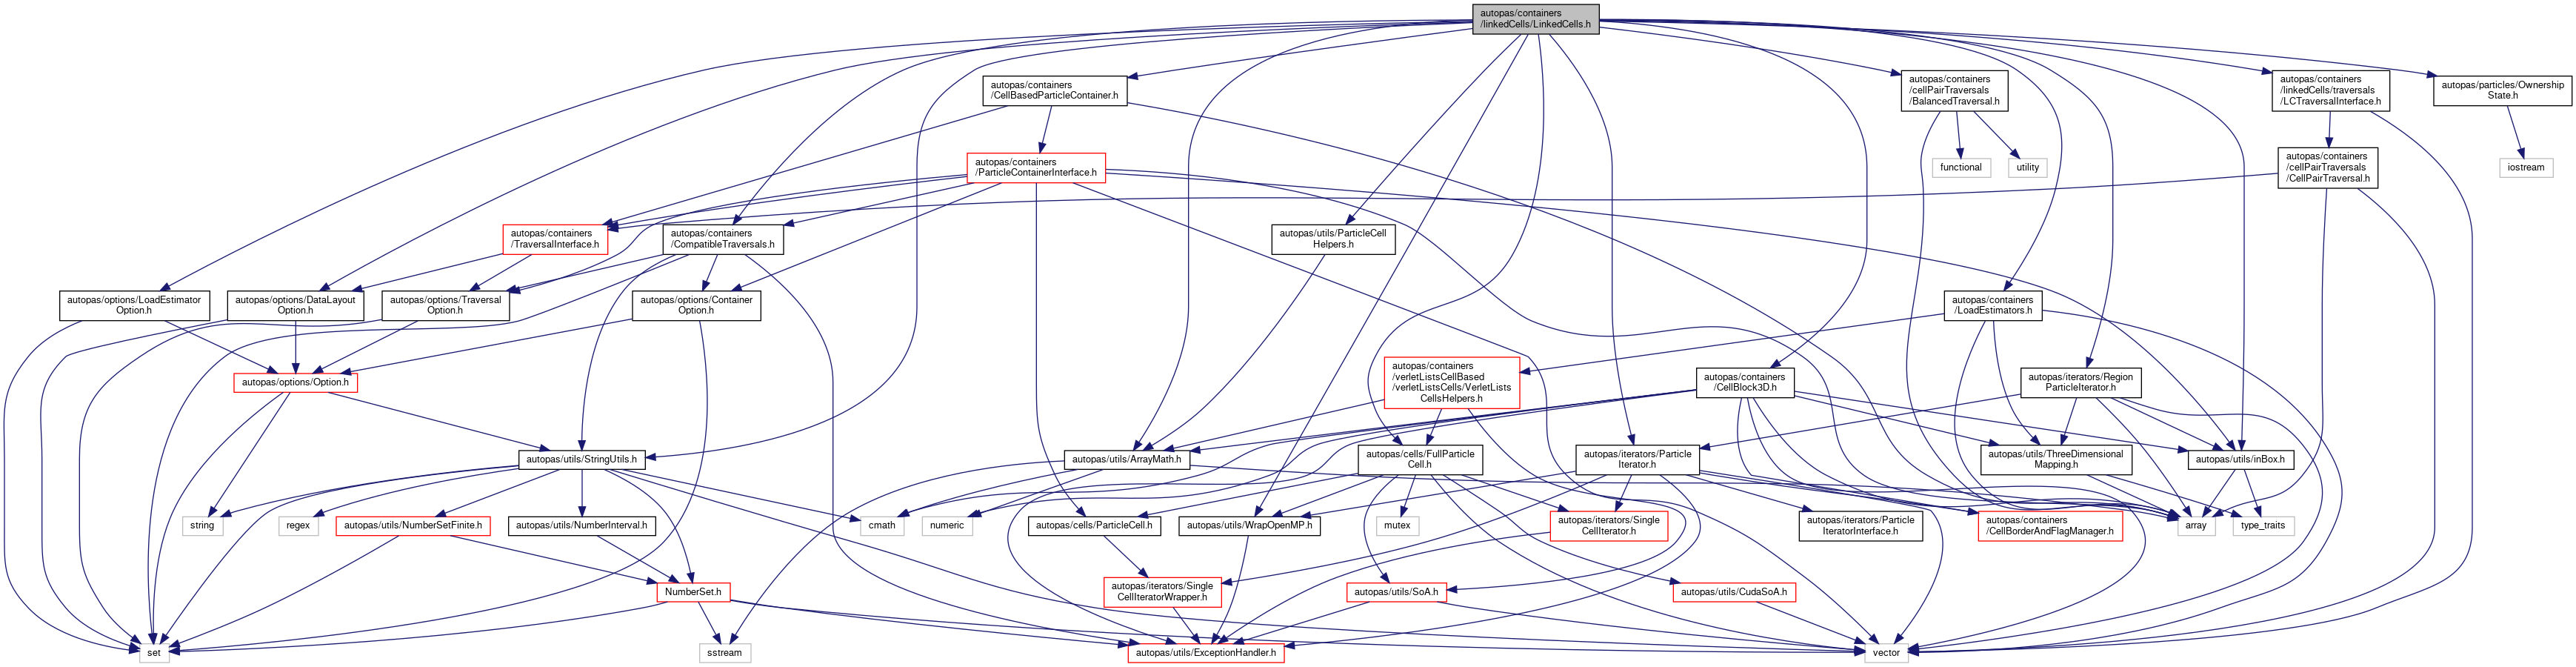 autopas/containers
/linkedCells/LinkedCells.h
autopas/containers
/CellBasedParticleContainer.h
autopas/containers
/cellPairTraversals
/BalancedTraversal.h
autopas/containers
/linkedCells/traversals
/LCTraversalInterface.h
autopas/particles/Ownership
State.h
autopas/containers
/ParticleContainerInterface.h
functional
utility
autopas/containers
/cellPairTraversals
/CellPairTraversal.h
iostream
autopas/containers
/TraversalInterface.h
autopas/containers
/CompatibleTraversals.h
autopas/utils/ParticleCell
Helpers.h
autopas/options/LoadEstimator
Option.h
autopas/options/DataLayout
Option.h
autopas/options/Traversal
Option.h
autopas/options/Container
Option.h
autopas/containers
/LoadEstimators.h
autopas/options/Option.h
autopas/containers
/verletListsCellBased
/verletListsCells/VerletLists
CellsHelpers.h
autopas/containers
/CellBlock3D.h
autopas/iterators/Region
ParticleIterator.h
autopas/utils/StringUtils.h
autopas/utils/ArrayMath.h
autopas/cells/FullParticle
Cell.h
autopas/iterators/Particle
Iterator.h
autopas/utils/ThreeDimensional
Mapping.h
autopas/utils/inBox.h
string
regex
autopas/utils/NumberSetFinite.h
autopas/utils/NumberInterval.h
cmath
numeric
autopas/cells/ParticleCell.h
autopas/utils/WrapOpenMP.h
mutex
autopas/iterators/Single
CellIterator.h
autopas/iterators/Particle
IteratorInterface.h
autopas/containers
/CellBorderAndFlagManager.h
array
type_traits
NumberSet.h
autopas/iterators/Single
CellIteratorWrapper.h
autopas/utils/SoA.h
autopas/utils/CudaSoA.h
set
sstream
autopas/utils/ExceptionHandler.h
vector